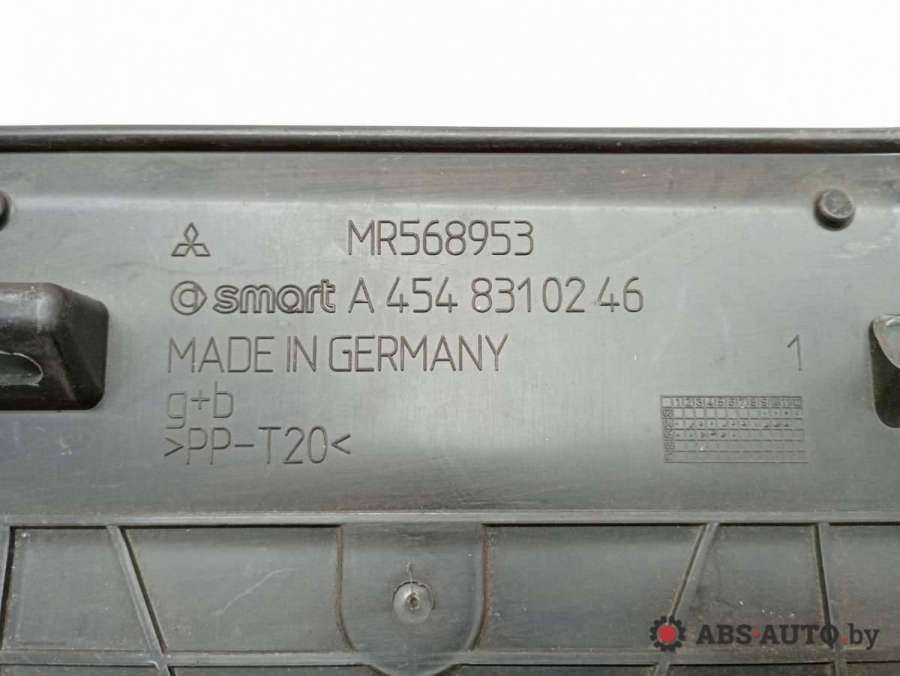 MR568953
smart A 454 831 02 46
MADE IN GERMANY 1
g+b
>PP-T20<
ABS-AUTO.by